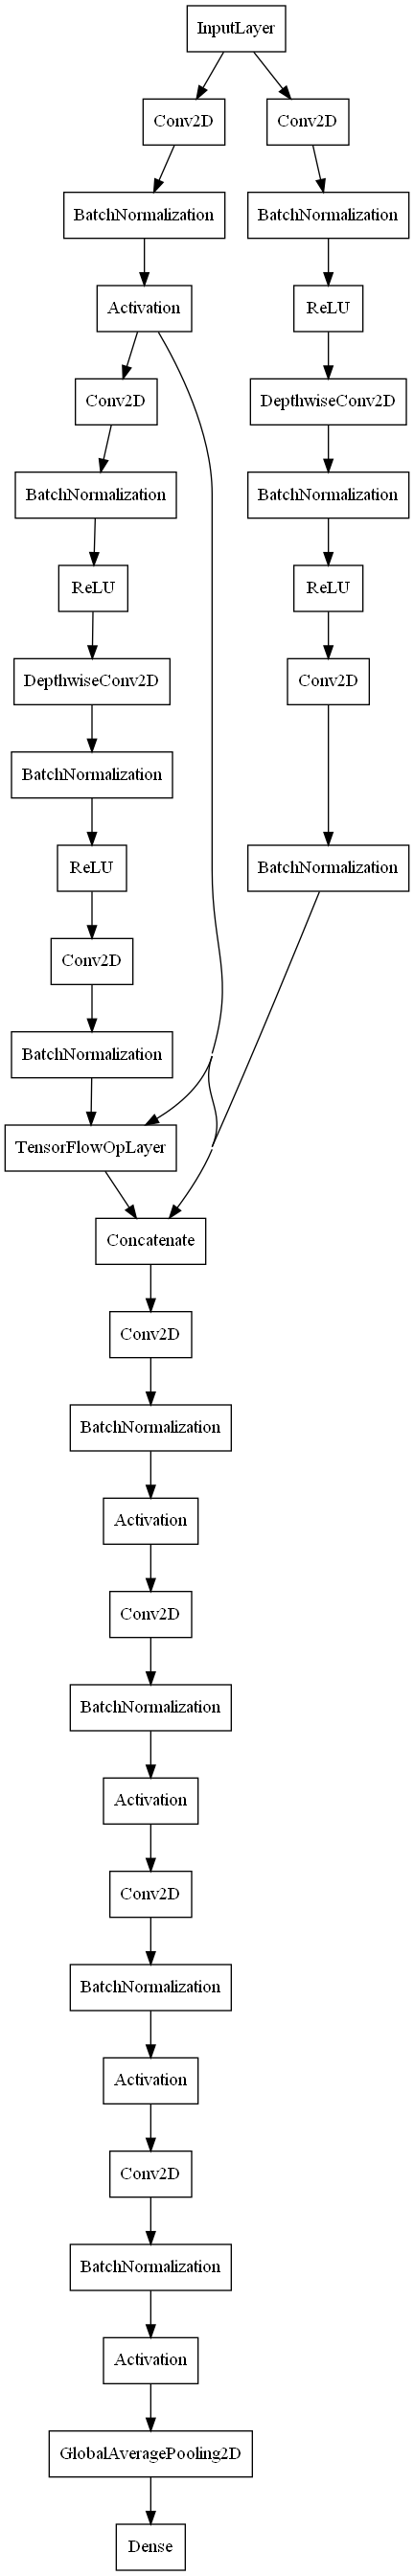 InputLayer
Conv2D
Conv2D
BatchNormalization
BatchNormalization
Activation
ReLU
Conv2D
DepthwiseConv2D
BatchNormalization
BatchNormalization
ReLU
ReLU
DepthwiseConv2D
Conv2D
BatchNormalization
ReLU
BatchNormalization
Conv2D
BatchNormalization
TensorFlowOpLayer
Concatenate
Conv2D
BatchNormalization
Activation
Conv2D
BatchNormalization
Activation
Conv2D
BatchNormalization
Activation
Conv2D
BatchNormalization
Activation
GlobalAveragePooling2D
Dense